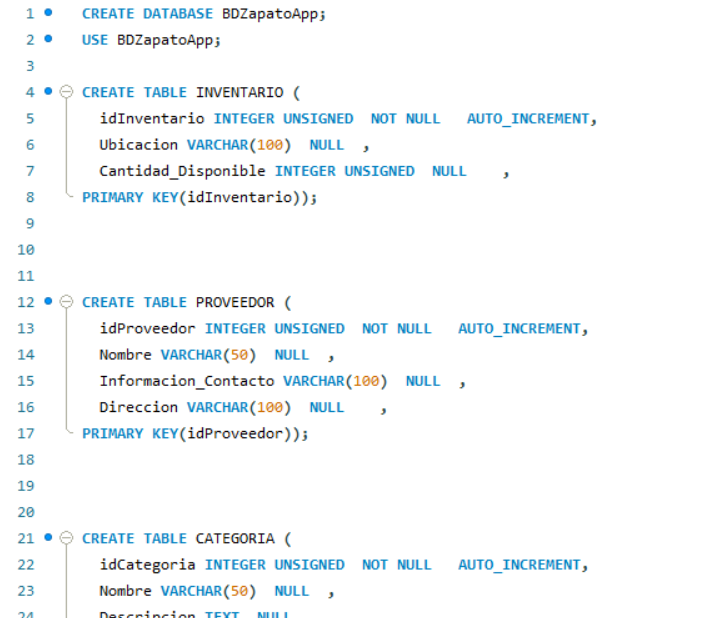 1 CREATE DATABASE BDZapatoApp;
2 USE BDZapatoApp;
3
4 CREATE TABLE INVENTARIO (
5 idInventario INTEGER UNSIGNED  NOT NULL   AUTO_INCREMENT,
6 Ubicacion VARCHAR(100)  NULL  ,
7 Cantidad_Disponible INTEGER UNSIGNED  NULL    ,
8 PRIMARY KEY(idInventario));
9
10
11
12 CREATE TABLE PROVEEDOR (
13 idProveedor INTEGER UNSIGNED  NOT NULL   AUTO_INCREMENT,
14 Nombre VARCHAR(50)  NULL  ,
15 Informacion_Contacto VARCHAR(100)  NULL  ,
16 Direccion VARCHAR(100)  NULL    ,
17 PRIMARY KEY(idProveedor));
18
19
20
21 CREATE TABLE CATEGORIA (
22 idCategoria INTEGER UNSIGNED  NOT NULL   AUTO_INCREMENT,
23 Nombre VARCHAR(50)  NULL  ,
24 Descripcion TEXT  NULL